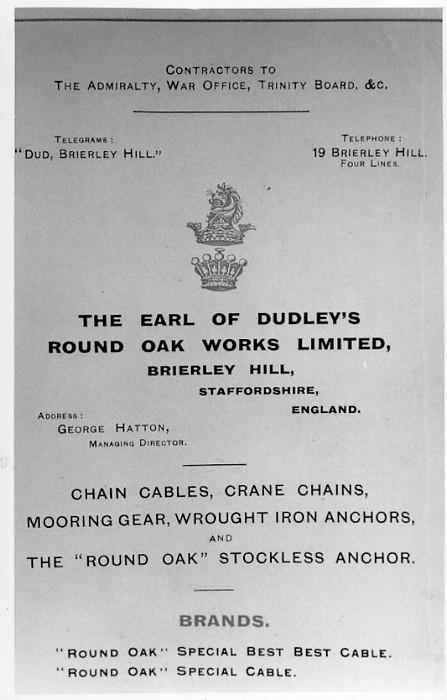 CONTRACTORS TO
THE ADMIRALTY, WAR OFFICE, TRINITY BOARD, &C.
TELEGRAMS:
"DUD, BRIERLEY HILL."
TELEPHONE:
19 BRIERLEY HILL.
FOUR LINES.
THE EARL OF DUDLEY'S
ROUND OAK WORKS LIMITED,
BRIERLEY HILL,
STAFFORDSHIRE,
ENGLAND.
ADDRESS:
GEORGE HATTON,
MANAGING DIRECTOR.
CHAIN CABLES, CRANE CHAINS,
MOORING GEAR, WROUGHT IRON ANCHORS,
AND
THE "ROUND OAK" STOCKLESS ANCHOR.
BRANDS.
"ROUND OAK" SPECIAL BEST BEST CABLE.
"ROUND OAK" SPECIAL CABLE.